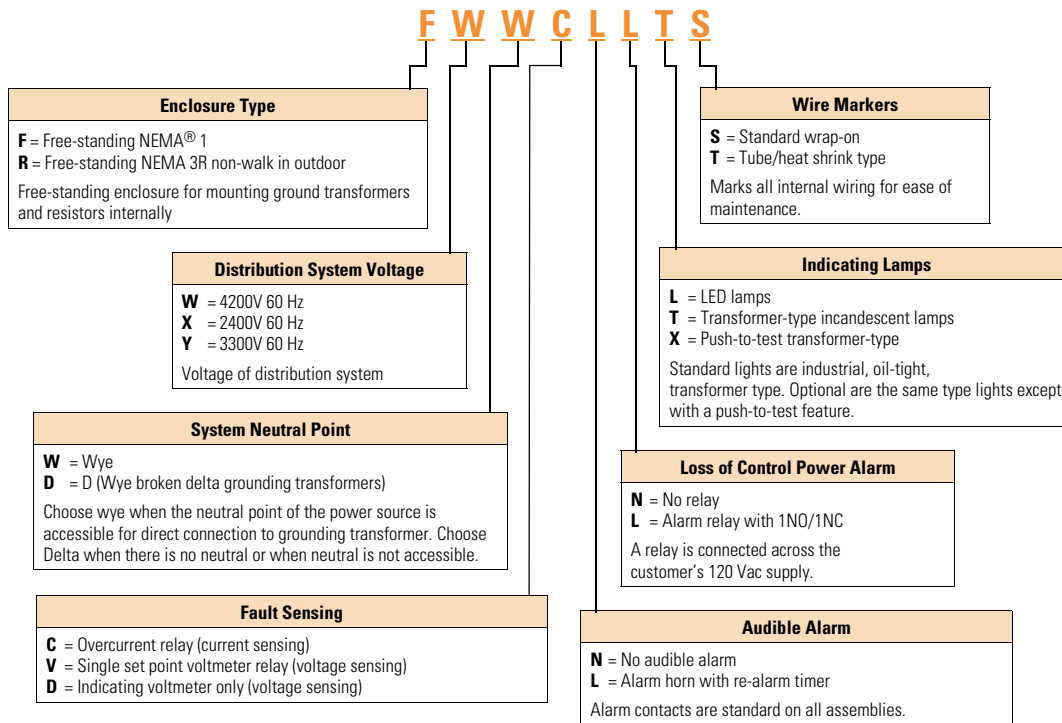 F W W C L L T S
Enclosure Type
F = Free-standing NEMA® 1
R = Free-standing NEMA 3R non-walk in outdoor
Free-standing enclosure for mounting ground transformers
and resistors internally
Wire Markers
S = Standard wrap-on
T = Tube/heat shrink type
Marks all internal wiring for ease of
maintenance.
Distribution System Voltage
W = 4200V 60 Hz
X = 2400V 60 Hz
Y = 3300V 60 Hz
Voltage of distribution system
Indicating Lamps
L = LED lamps
T = Transformer-type incandescent lamps
X = Push-to-test transformer-type
Standard lights are industrial, oil-tight,
transformer type. Optional are the same type lights except
with a push-to-test feature.
System Neutral Point
W = Wye
D = D (Wye broken delta grounding transformers)
Choose wye when the neutral point of the power source is
accessible for direct connection to grounding transformer. Choose
Delta when there is no neutral or when neutral is not accessible.
Loss of Control Power Alarm
N = No relay
L = Alarm relay with 1NO/1NC
A relay is connected across the
customer's 120 Vac supply.
Fault Sensing
C = Overcurrent relay (current sensing)
V = Single set point voltmeter relay (voltage sensing)
D = Indicating voltmeter only (voltage sensing)
Audible Alarm
N = No audible alarm
L = Alarm horn with re-alarm timer
Alarm contacts are standard on all assemblies.